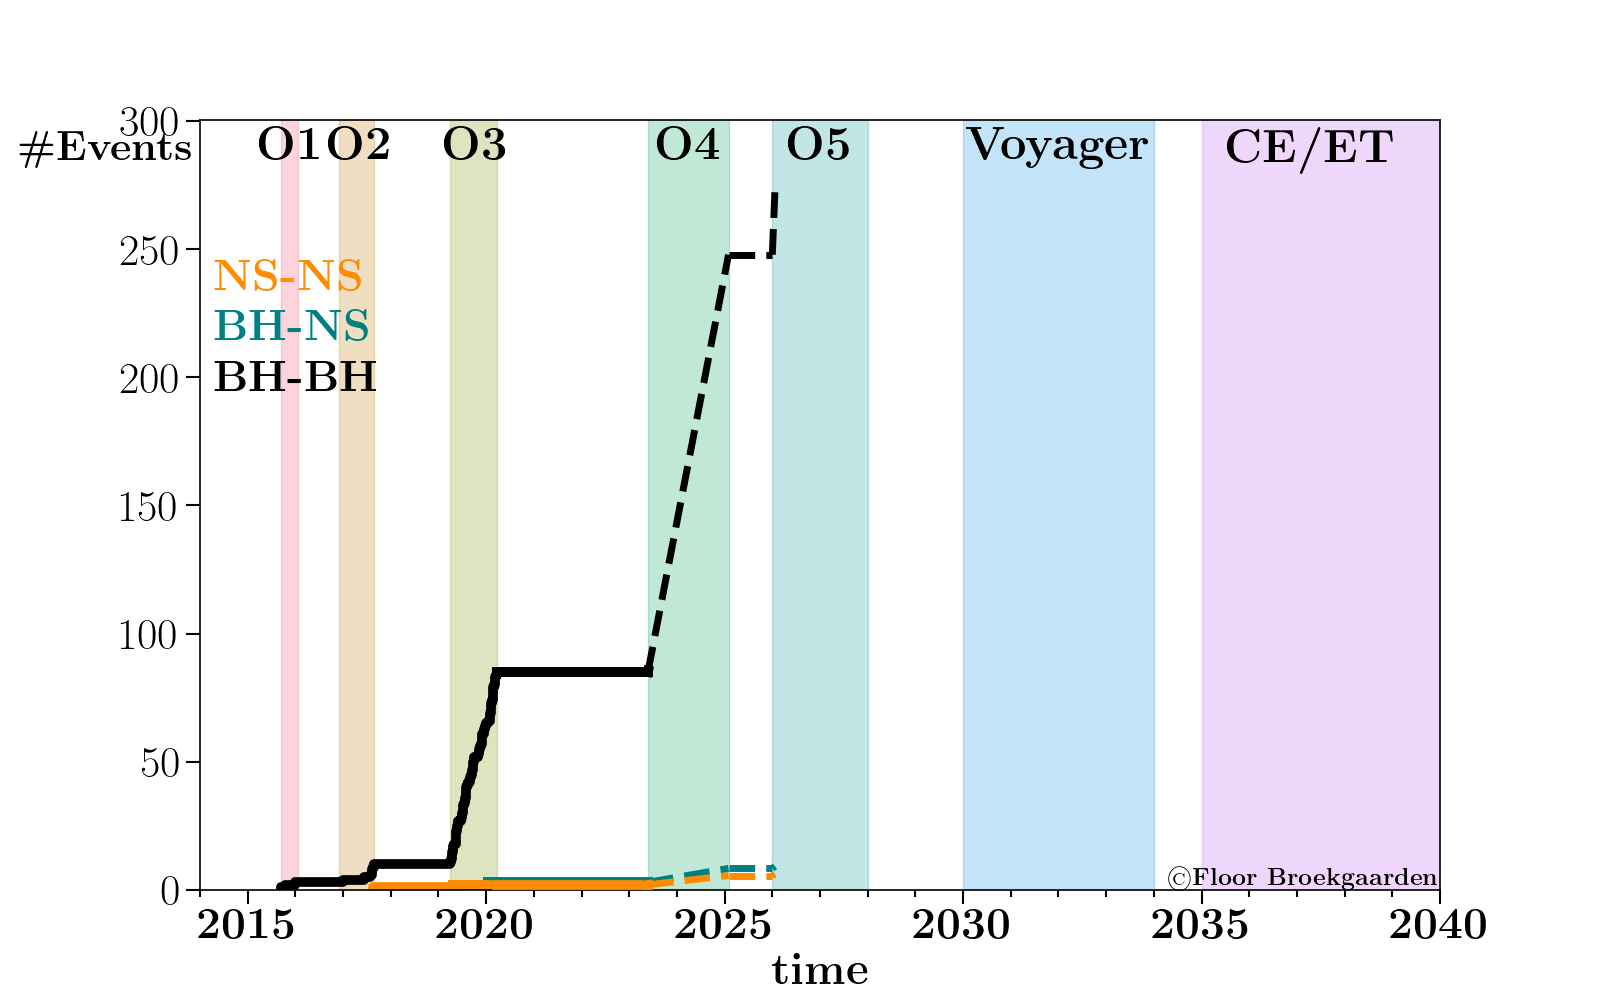 300
#Events
O1 O2 O3 O4 O5 Voyager CE/ET
250
NS-NS
BH-NS
200
BH-BH
150
100
50
0
©Floor Broekgaarden
2015 2020 2025 2030 2035 2040
time